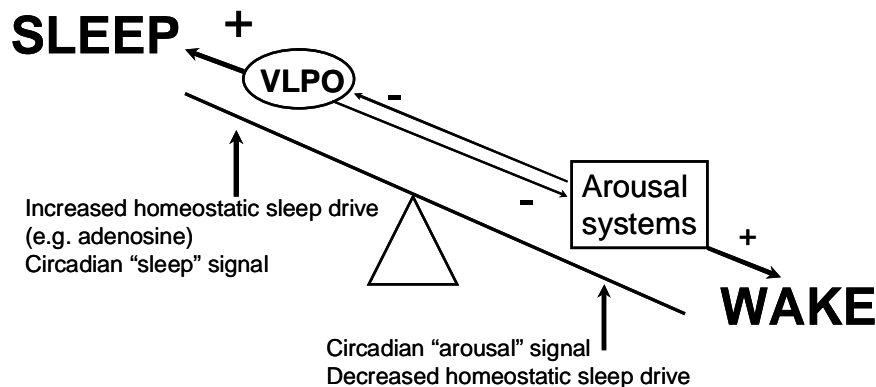 SLEEP
+
VLPO
-
-
Arousal
systems
+
WAKE
Increased homeostatic sleep drive
(e.g. adenosine)
Circadian “sleep” signal
Circadian “arousal” signal
Decreased homeostatic sleep drive